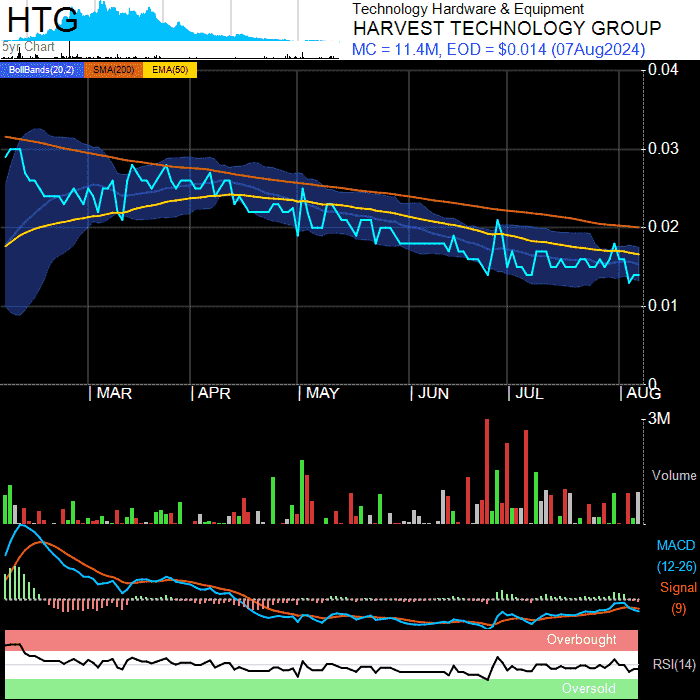 HTG
5yr Chart
Technology Hardware & Equipment
HARVEST TECHNOLOGY GROUP
MC = 11.4M, EOD = $0.014 (07Aug2024)
BollBands(20,2) SMA(200) EMA(50)
0.04
0.03
0.02
0.01
0
| MAR | APR | MAY | JUN | JUL | AUG
3M
Volume
MACD
(12-26)
Signal
(9)
Overbought
RSI(14)
Oversold